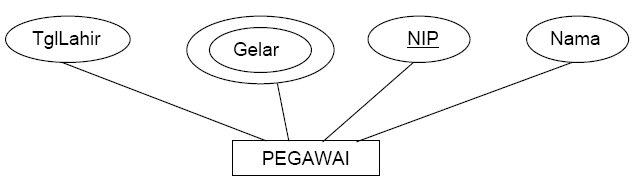 TglLahir
Gelar
NIP
Nama
PEGAWAI